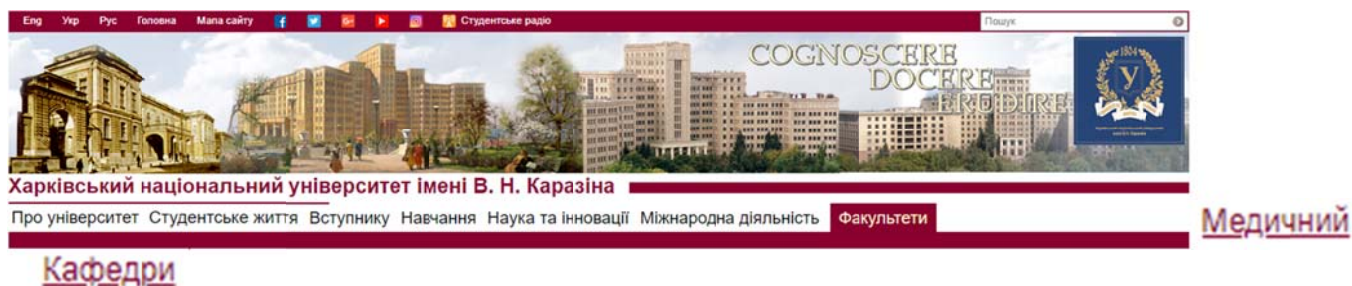 Eng Укр Рус Головна Мапа сайту Студентське радіо Пошук
COGNOSCERE
DOCERE
ERUDIRE
1804
У
Харківський національний університет імені В. Н. Каразіна
Про університет Студентське життя Вступнику Навчання Наука та інновації Міжнародна діяльність Факультети
Медичний
Кафедри